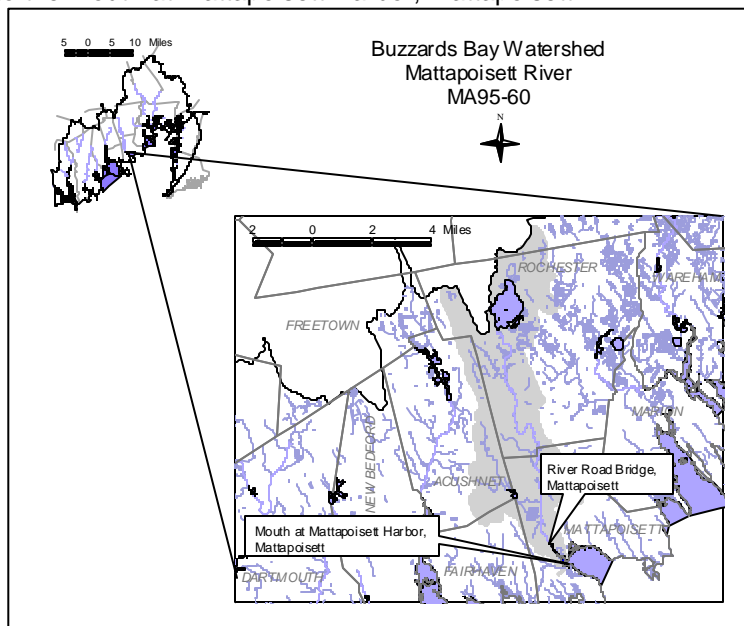 5 0 5 10 Miles
Buzzards Bay Watershed
Mattapoisett River
MA95-60
N
2 0 2 4 Miles
ROCHESTER
WAREHAM
FREETOWN
MARION
NEW BEDFORD
ACUSHNET
River Road Bridge,
Mattapoisett
MATTAPOISETT
Mouth at Mattapoisett Harbor,
Mattapoisett
DARTMOUTH
FAIRHAVEN